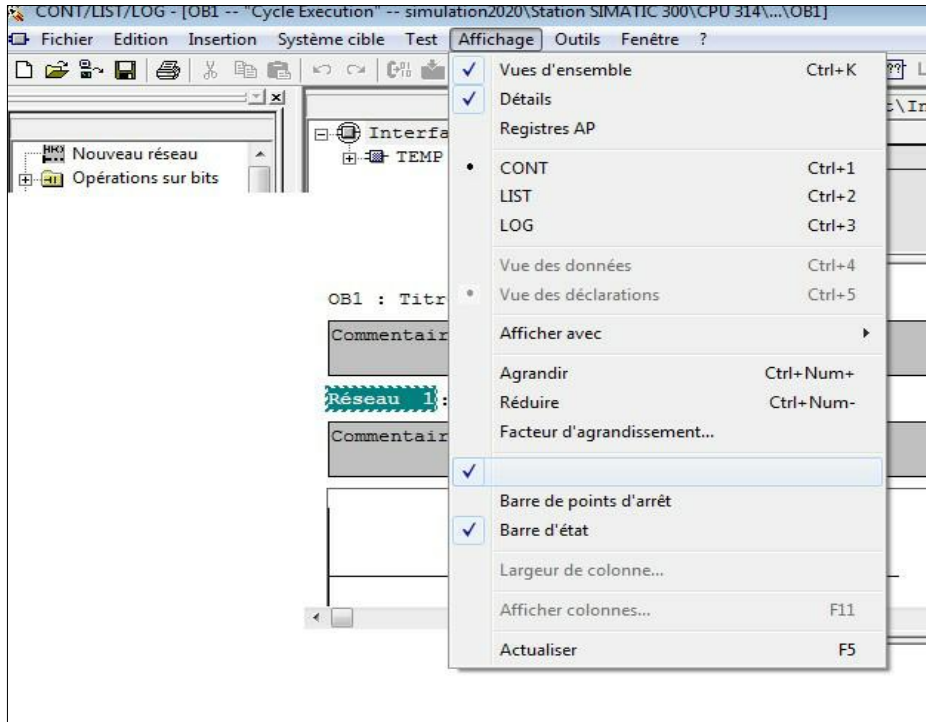 CONT/LIST/LOG - [OB1 -- "Cycle Execution" -- simulation2020\Station SIMATIC 300\CPU 314\...\OB1]
Fichier Edition Insertion Système cible Test Affichage Outils Fenêtre ?
Nouveau réseau
Opérations sur bits
Interfa
TEMP
Vues d'ensemble Ctrl+K
Détails
Registres AP
CONT Ctrl+1
LIST Ctrl+2
LOG Ctrl+3
Vue des données Ctrl+4
Vue des déclarations Ctrl+5
Afficher avec
Agrandir Ctrl+Num+
Réduire Ctrl+Num-
Facteur d'agrandissement...
Barre de points d'arrêt
Barre d'état
Largeur de colonne...
Afficher colonnes... F11
Actualiser F5
OB1 : Titr
Commentair
Réseau 1:
Commentair